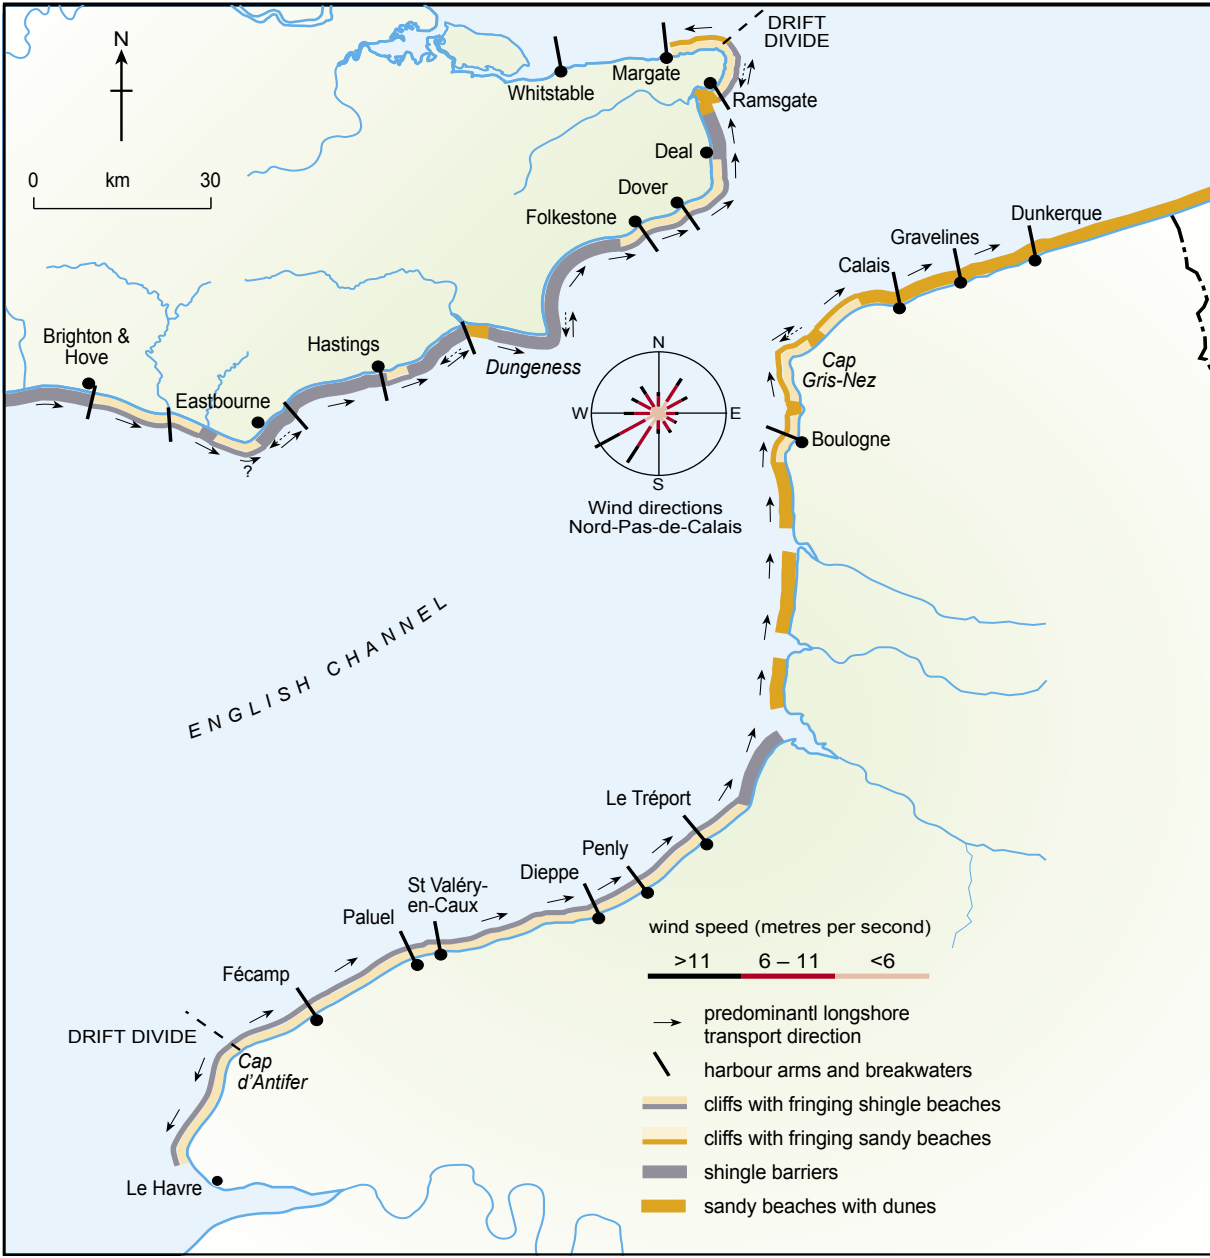 DRIFT
DIVIDE
N
Margate
Whitstable
Ramsgate
Deal
0 km 30
Dover
Folkestone
Dunkerque
Gravelines
Calais
Brighton &
Hove
Hastings
Dungeness
N
Cap
Gris-Nez
Eastbourne
W
E
Boulogne
?
S
Wind directions
Nord-Pas-de-Calais
ENGLISH CHANNEL
Le Tréport
Penly
Dieppe
St Valéry-
en-Caux
Paluel
Fécamp
DRIFT DIVIDE
Cap
d'Antifer
Le Havre
wind speed (metres per second)
>11 6 – 11 <6
predominantl longshore
transport direction
harbour arms and breakwaters
cliffs with fringing shingle beaches
cliffs with fringing sandy beaches
shingle barriers
sandy beaches with dunes